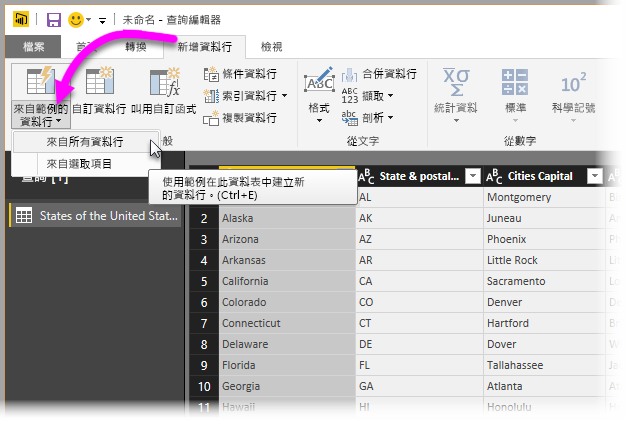 未命名 - 查詢編輯器
檔案 首 轉換 新增資料行 檢視
來自範例的
資料行
自訂資料行
叫用自訂函式
條件資料行
索引資料行
複製資料行
般
格式
合併資料行
擷取
剖析
從文字
統計資料
標準
科學記號
從數字
來自所有資料行
來自選取項目
使用範例在此資料表中建立新
的資料行。(Ctrl+E)
查詢 [1]
States of the United Stat...
State & postal... Cities Capital
AL Montgomery
2 Alaska AK Juneau
3 Arizona AZ Phoenix
4 Arkansas AR Little Rock
5 California CA Sacramento
6 Colorado CO Denver
7 Connecticut CT Hartford
8 Delaware DE Dover
9 Florida FL Tallahassee
10 Georgia GA Atlanta
11 Hawaii HI Honolulu